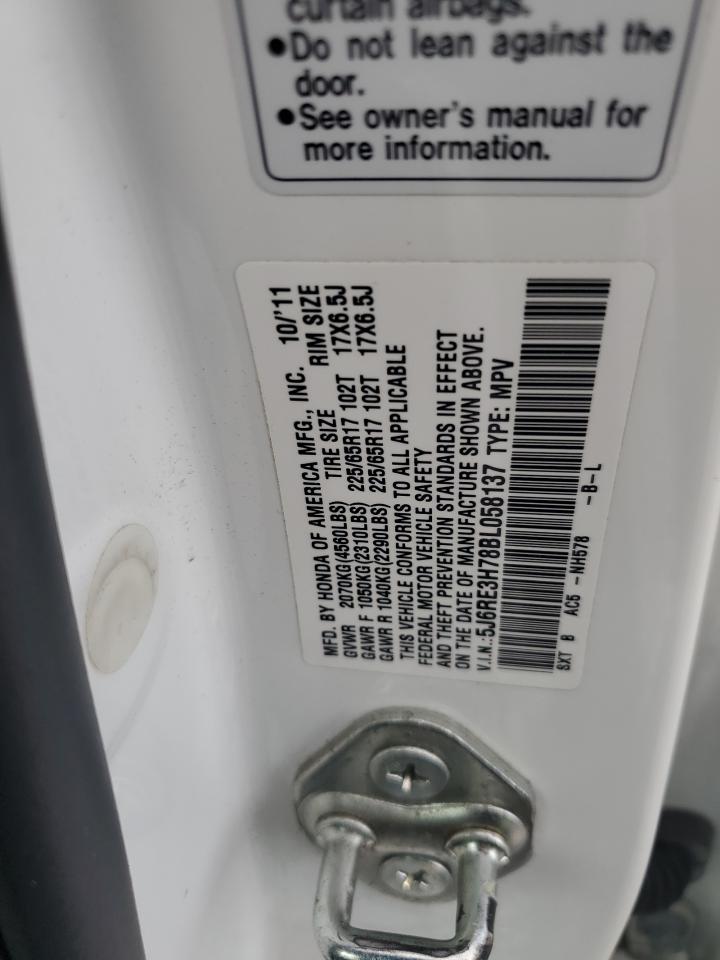 curtain airbags.
●Do not lean against the
door.
●See owner's manual for
more information.
MFD. BY HONDA OF AMERICA MFG., INC. 10/'11
GVWR 2070KG(4560LBS) TIRE SIZE RIM SIZE
GAWR F 1050KG(2310LBS) 225/65R17 102T 17X6.5J
GAWR R 1040KG(2290LBS) 225/65R17 102T 17X6.5J
THIS VEHICLE CONFORMS TO ALL APPLICABLE
FEDERAL MOTOR VEHICLE SAFETY
AND THEFT PREVENTION STANDARDS IN EFFECT
ON THE DATE OF MANUFACTURE SHOWN ABOVE.
V.I.N.:5J6RE3H78BL058137 TYPE: MPV
SXT B AC5 -NH578 -B-L